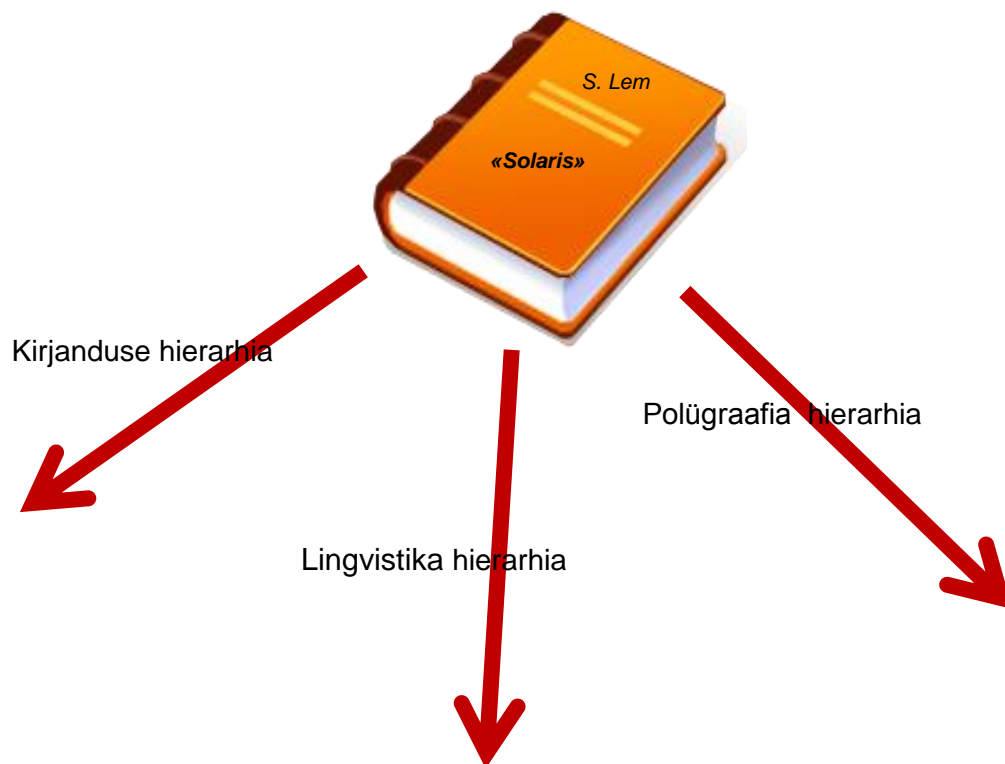 S. Lem
«Solaris»
Kirjanduse hierarhia
Polügraafia hierarhia
Lingvistika hierarhia